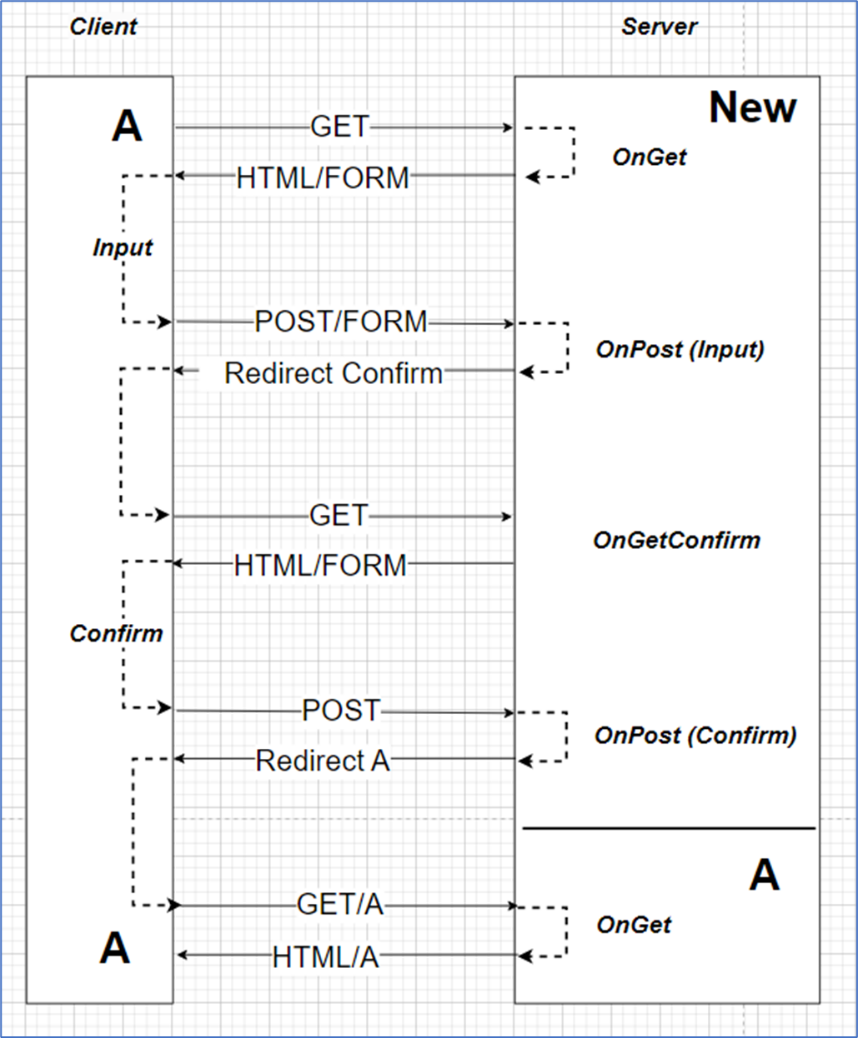 Client
Server
New
A
GET
OnGet
HTML/FORM
Input
POST/FORM
OnPost (Input)
Redirect Confirm
GET
OnGetConfirm
HTML/FORM
Confirm
POST
OnPost (Confirm)
Redirect A
A
GET/A
OnGet
A
HTML/A